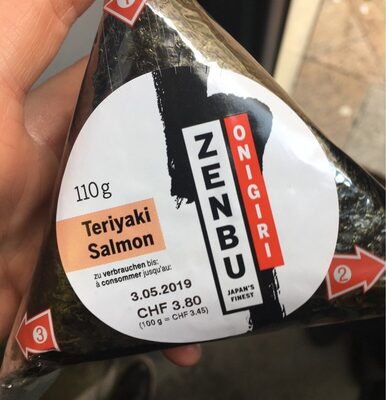 1
110g
Teriyaki
Salmon
zu verbrauchen bis:
à consommer jusqu'au:
3.05.2019
CHF 3.80
(100 g = CHF 3.45)
ZENBU
ONIGIRI
JAPAN'S
FINEST
2
3